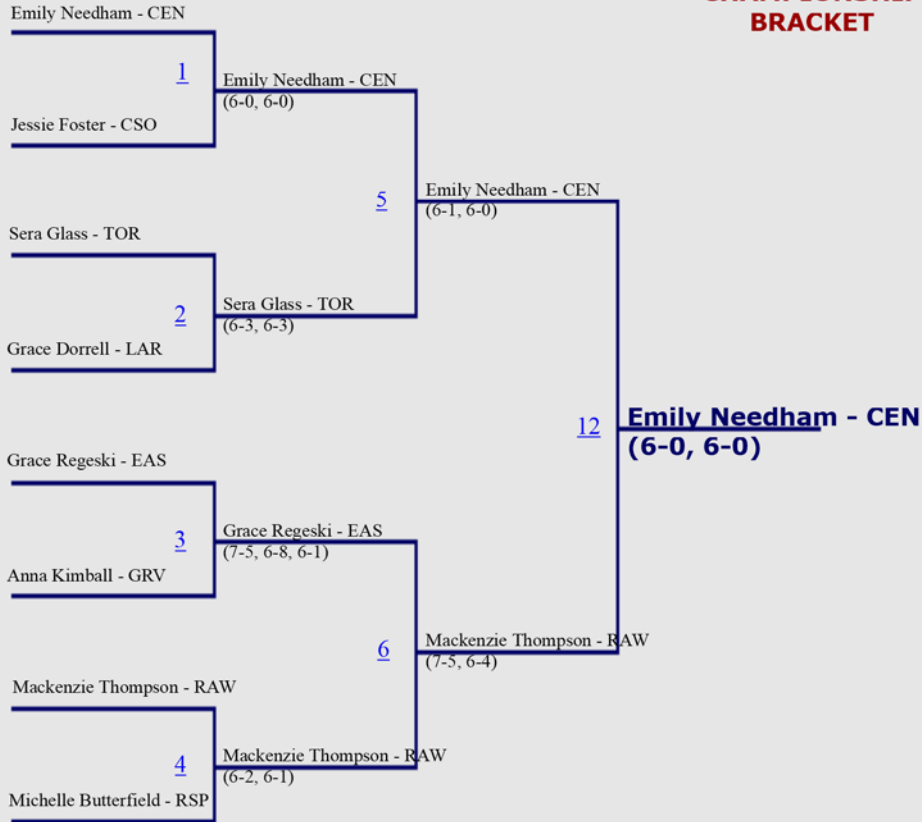 Emily Needham - CEN
BRACKET
1
Emily Needham - CEN
(6-0, 6-0)
Jessie Foster - CSO
5
Emily Needham - CEN
(6-1, 6-0)
Sera Glass - TOR
2
Sera Glass - TOR
(6-3, 6-3)
Grace Dorrell - LAR
12
Emily Needham - CEN
(6-0, 6-0)
Grace Regeski - EAS
3
Grace Regeski - EAS
(7-5, 6-8, 6-1)
Anna Kimball - GRV
6
Mackenzie Thompson - RAW
(7-5, 6-4)
Mackenzie Thompson - RAW
4
Mackenzie Thompson - RAW
(6-2, 6-1)
Michelle Butterfield - RSP